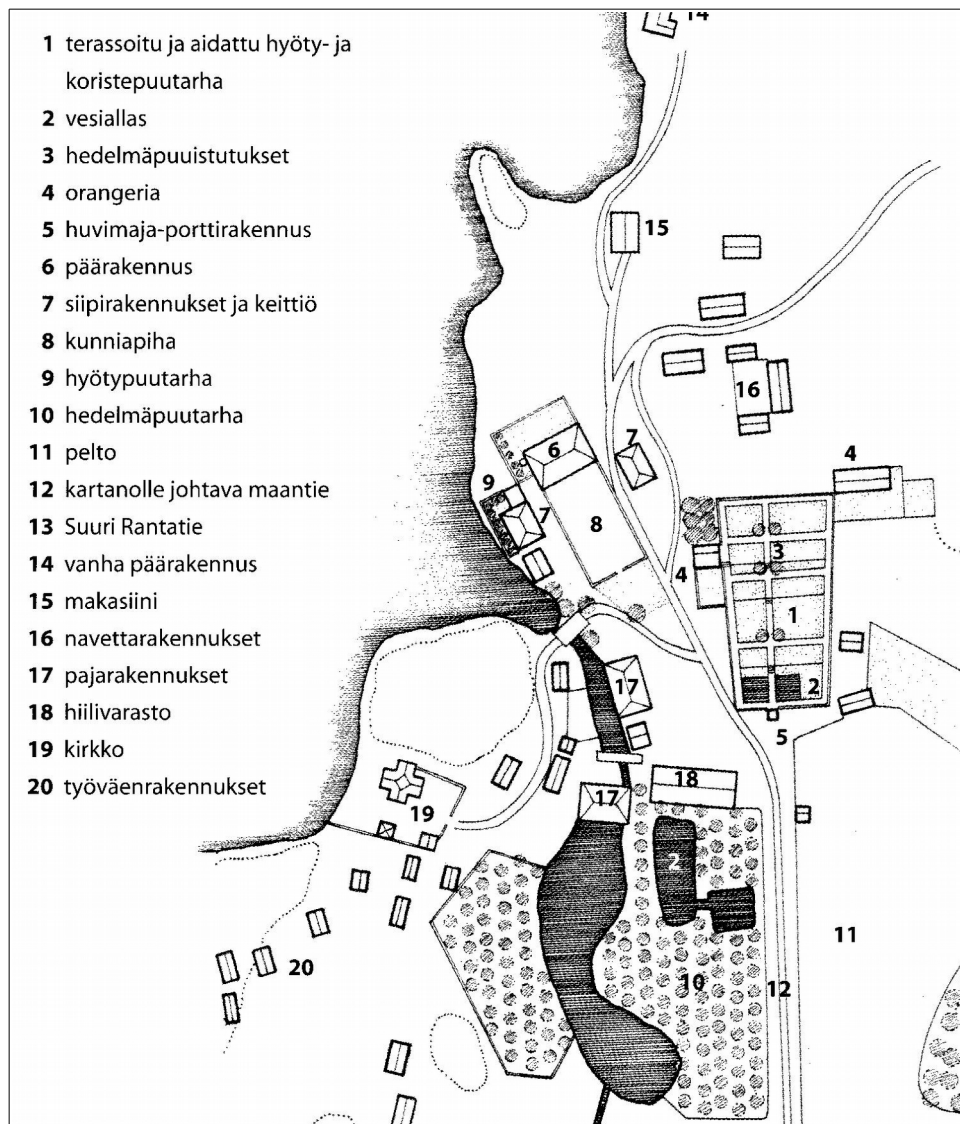 1 terassoitu ja aidattu hyöty- ja
koristepuutarha
2 vesiallas
3 hedelmäpuuistutukset
4 orangeria
5 huvimaja-porttirakennus
6 päärakennus
7 siipirakennukset ja keittiö
8 kunniapiha
9 hyötypuutarha
10 hedelmäpuutarha
11 pelto
12 kartanolle johtava maantie
13 Suuri Rantatie
14 vanha päärakennus
15 makasiini
16 navettarakennukset
17 pajarakennukset
18 hiilivarasto
19 kirkko
20 työväenrakennukset
14
15
16
7
6
4
9
7
8
3
4
1
17
2
5
18
17
19
2
11
20
10
12